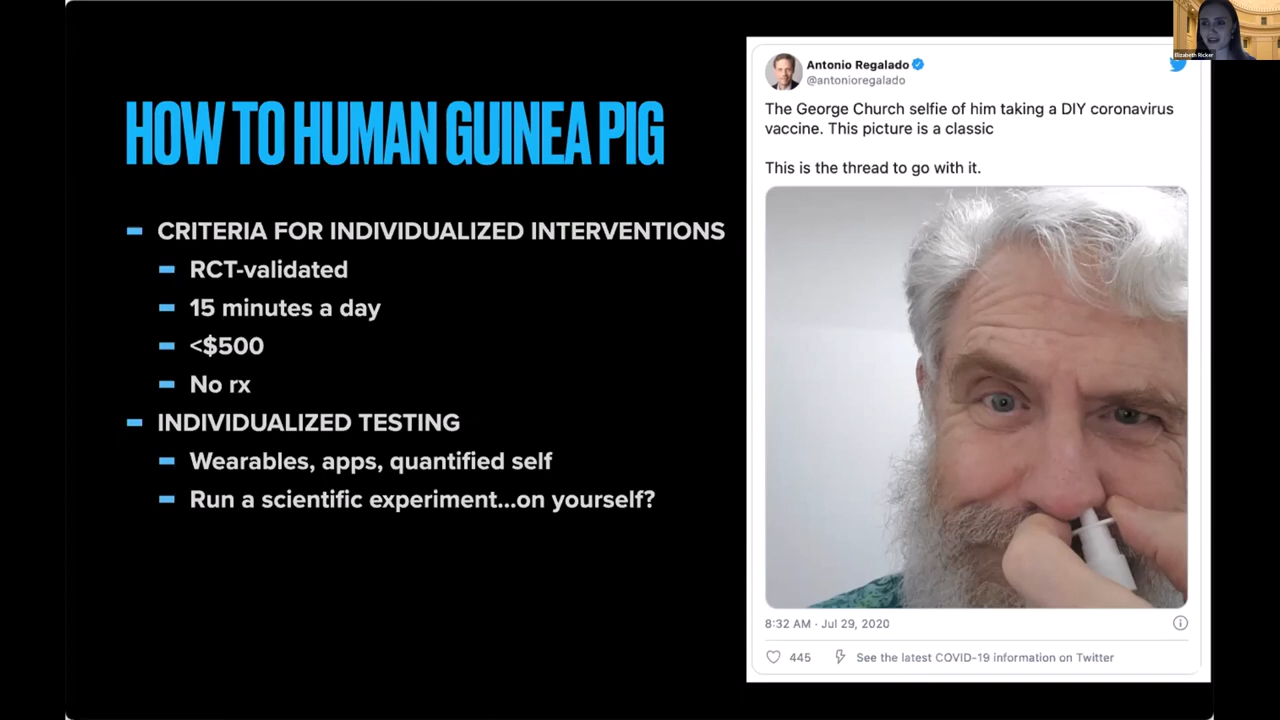 HOW TO HUMAN GUINEA PIG
CRITERIA FOR INDIVIDUALIZED INTERVENTIONS
RCT-validated
15 minutes a day
<$500
No rx
INDIVIDUALIZED TESTING
Wearables, apps, quantified self
Run a scientific experiment...on yourself?
Antonio Regalado
@antonioregalado
The George Church selfie of him taking a DIY coronavirus
vaccine. This picture is a classic
This is the thread to go with it.
8:32 AM · Jul 29, 2020
445
See the latest COVID-19 information on Twitter
Elizabeth Ricker